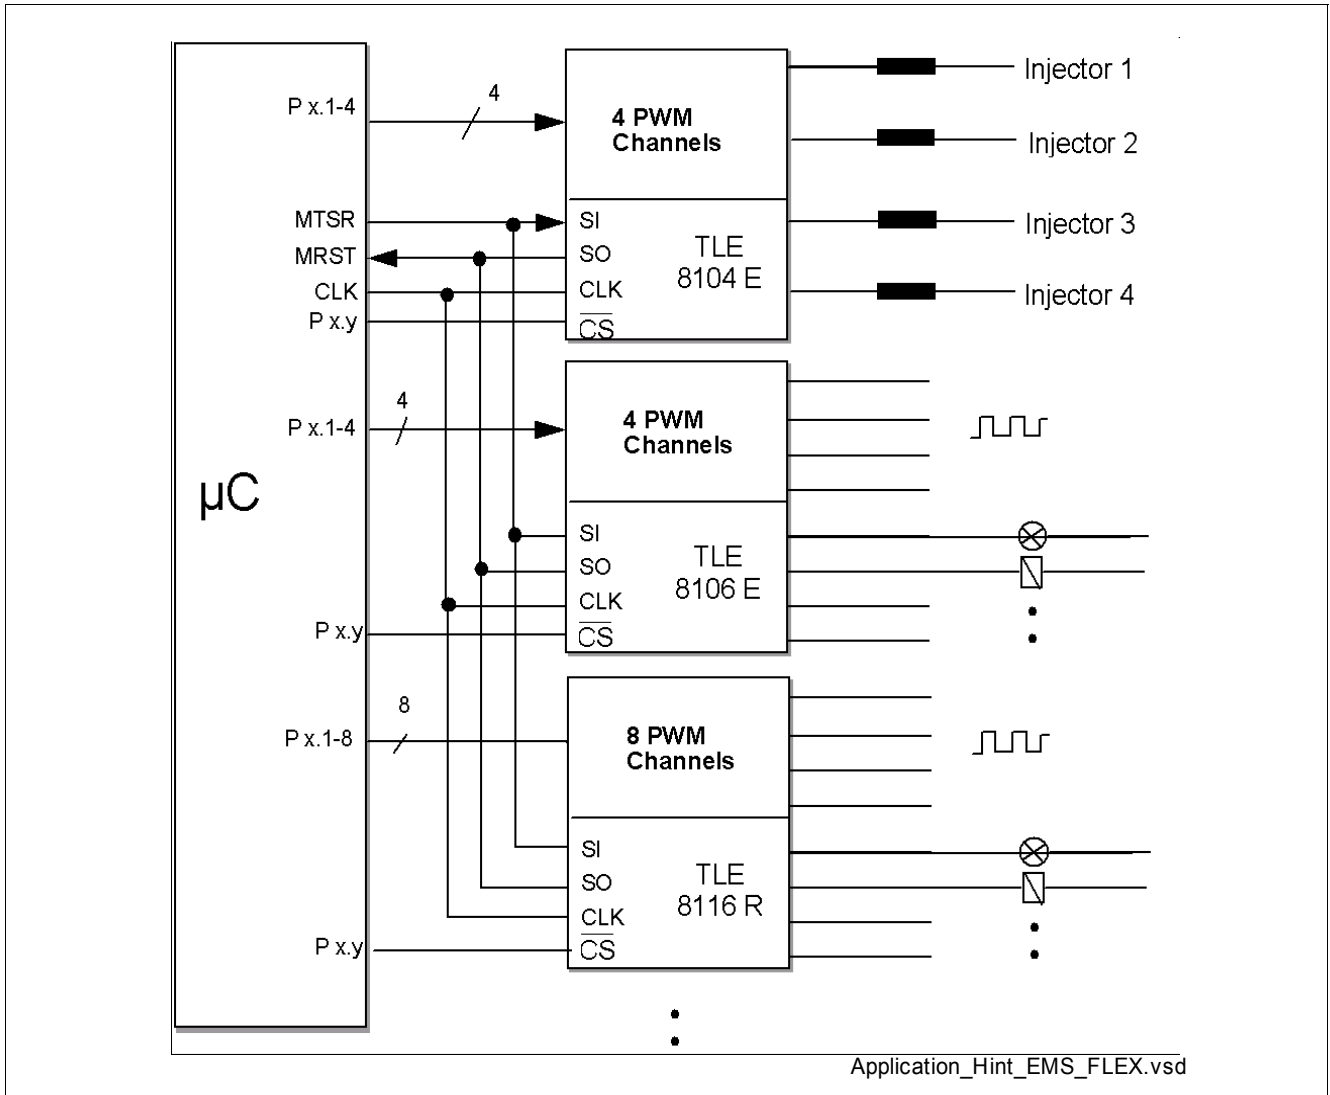 P x.1-4
4
4 PWM
Channels
Injector 1
Injector 2
MTSR
SI
TLE
8104 E
Injector 3
MRST
SO
CLK
CLK
Injector 4
P x.y
CS
P x.1-4
4
4 PWM
Channels
µC
SI
TLE
8106 E
SO
CLK
P x.y
CS
P x.1-8
8
8 PWM
Channels
SI
TLE
8116 R
SO
CLK
P x.y
CS
Application_Hint_EMS_FLEX.vsd